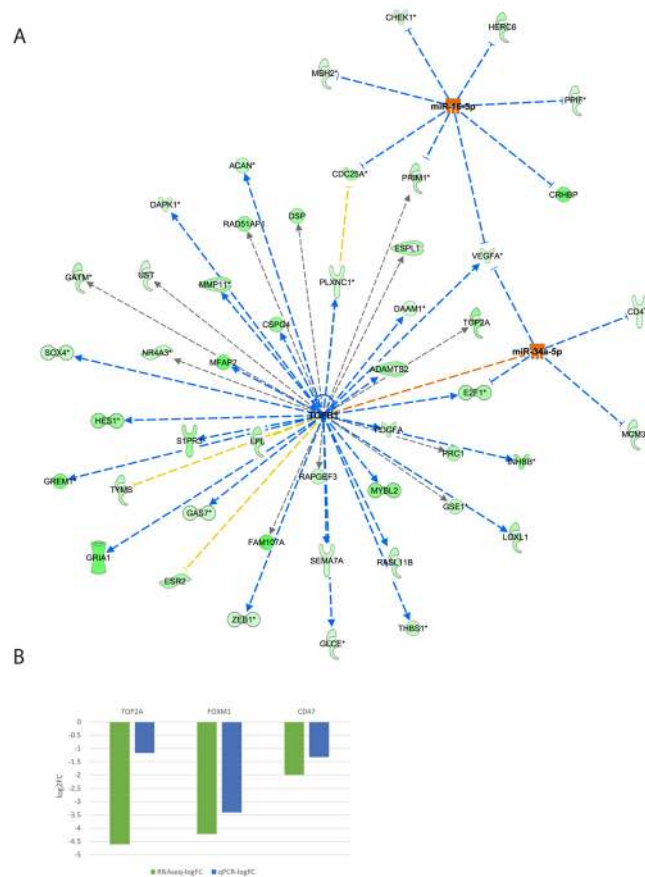 A
CHEK1*
HERC6
MSH2*
miR-16-5p
PPIF*
ACAN*
CDC25A*
PRIM1*
CRHBP
DAPK1*
RAD51AP1
DSP
ESPL1
VEGFA*
GATM*
UST
MMP11*
PLXNC1*
DAAM1*
TOP2A
CD47
CSPG4
miR-34a-5p
SOX4*
NR4A3*
MFAP2
ADAMTS2
E2F1*
HES1*
TGFB1
S1PR3
LPL
PDGFA
PRC1
INHBB*
MCM3
GREM1*
TYMS
RAPGEF3
MYBL2
GSE1*
GAS7*
LOXL1
GRIA1
FAM107A
SEMA7A
RASL11B
ESR2
ZEB1*
GLCE*
THBS1*
B
TOP2A FOXM1 CD47
0
-0.5
-1
-1.5
-2
-2.5
-3
-3.5
-4
-4.5
-5
log2FC
RNAseq-logFC qPCR-logFC